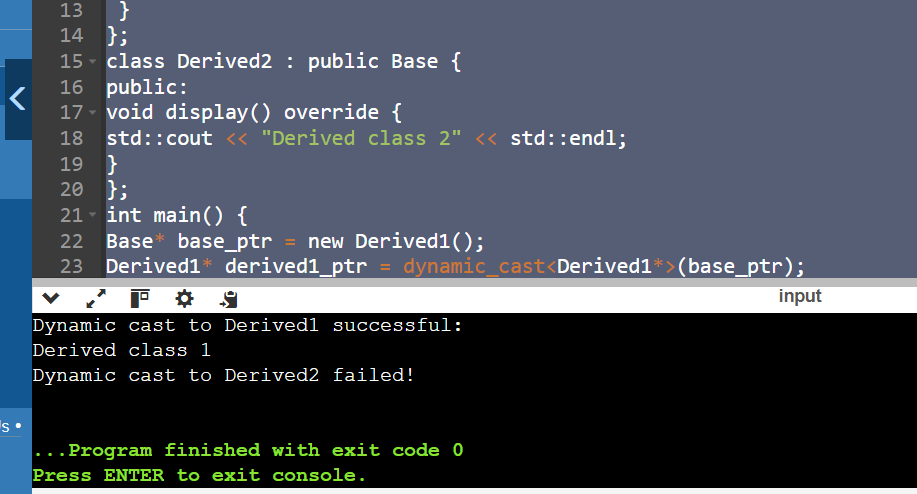 13 }
14 };
15 class Derived2 : public Base {
16 public:
17 void display() override {
18 std::cout << "Derived class 2" << std::endl;
19 }
20 };
21 int main() {
22 Base* base_ptr = new Derived1();
23 Derived1* derived1_ptr = dynamic_cast<Derived1*>(base_ptr);
input
Dynamic cast to Derived1 successful:
Derived class 1
Dynamic cast to Derived2 failed!
s •
...Program finished with exit code 0
Press ENTER to exit console.